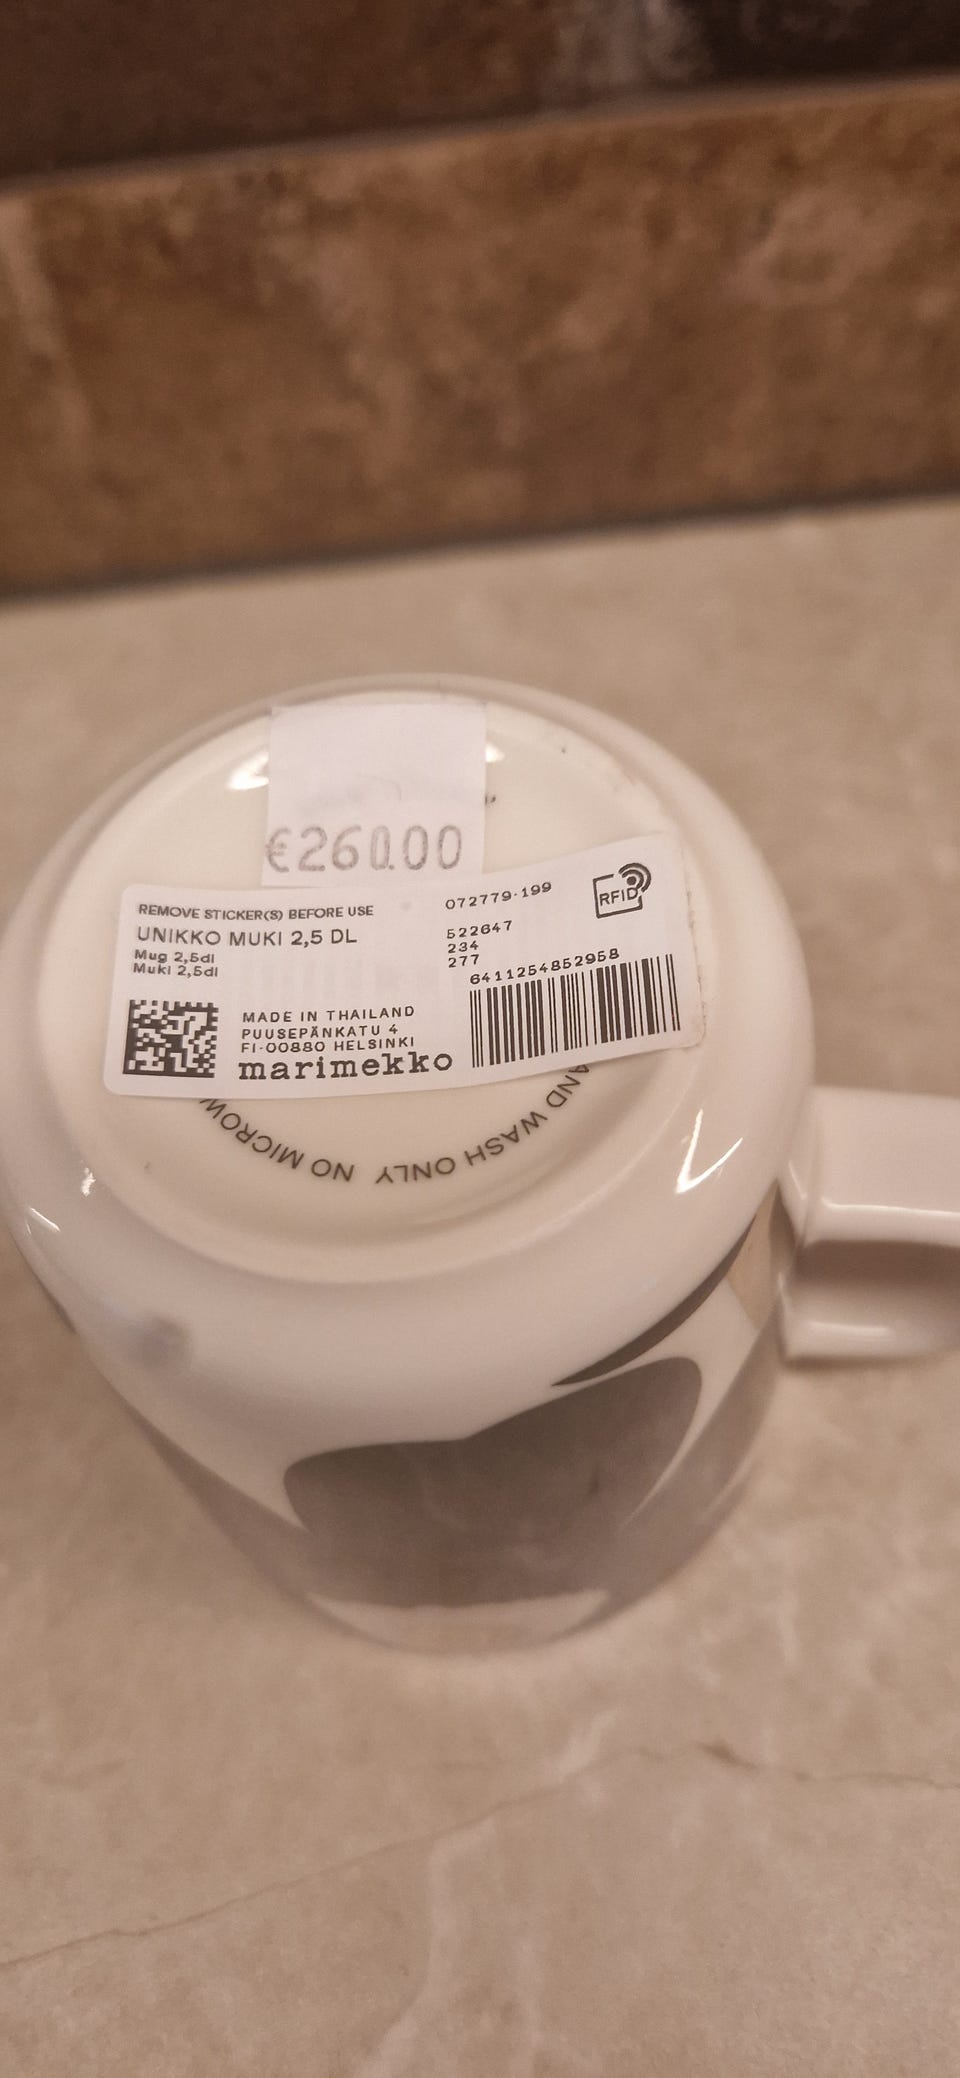 €260.00
REMOVE STICKER(S) BEFORE USE
UNIKKO MUKI 2,5 DL
Mug 2,5dl
Muki 2,5dl
072779-199
522647
234
277
RFID
6411254852958
MADE IN THAILAND
PUUSEPÄNKATU 4
FI-00880 HELSINKI
marimekko
AND WASH ONLY NO MICROW